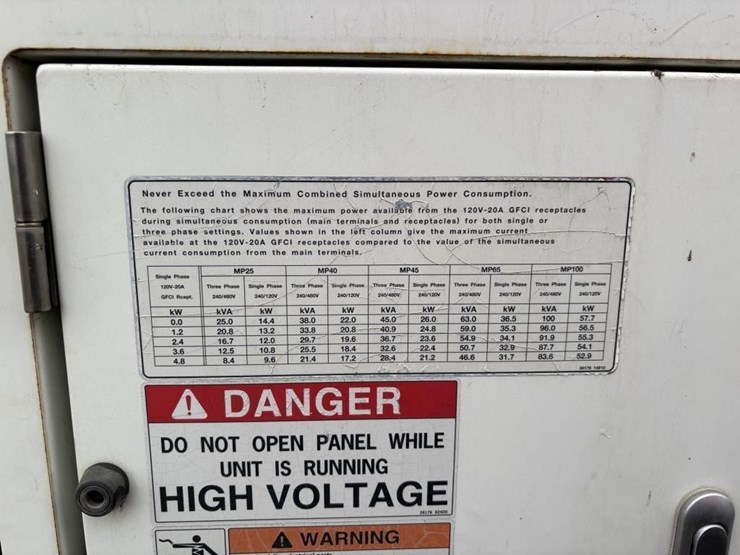 Never Exceed the Maximum Combined Simultaneous Power Consumption.
The following chart shows the maximum power available from the 120V-20A GFCI receptacles
during simultaneous consumption (main terminals and receptacles) for both single or
three phase settings. Values shown in the left column give the maximum current
available at the 120V-20A GFCI receptacles compared to the value of the simultaneous
current consumption from the main terminals.
MP25 MP40 MP45 MP65 MP100
Single Phase Three Phase Single Phase Three Phase Single Phase Three Phase Single Phase Three Phase Single Phase Three Phase Single Phase
120V-20A 240/480V 240/120V 240/480V 240/120V 240/480V 240/120V 240/480V 240/120V 240/480V 240/120V
GFCI Rcept.
kW kVA kW kVA kW kVA kW kVA kW kVA kW
0.0 25.0 14.4 38.0 22.0 45.0 26.0 63.0 36.5 100 57.7
1.2 20.8 13.2 33.8 20.8 40.9 24.8 59.0 35.3 96.0 56.5
2.4 16.7 12.0 29.7 19.6 36.7 23.6 54.9 34.1 91.9 55.3
3.6 12.5 10.8 25.5 18.4 32.6 22.4 50.7 32.9 87.7 54.1
4.8 8.4 9.6 21.4 17.2 28.4 21.2 46.6 31.7 83.6 52.9
DANGER
DO NOT OPEN PANEL WHILE
UNIT IS RUNNING
HIGH VOLTAGE
WARNING